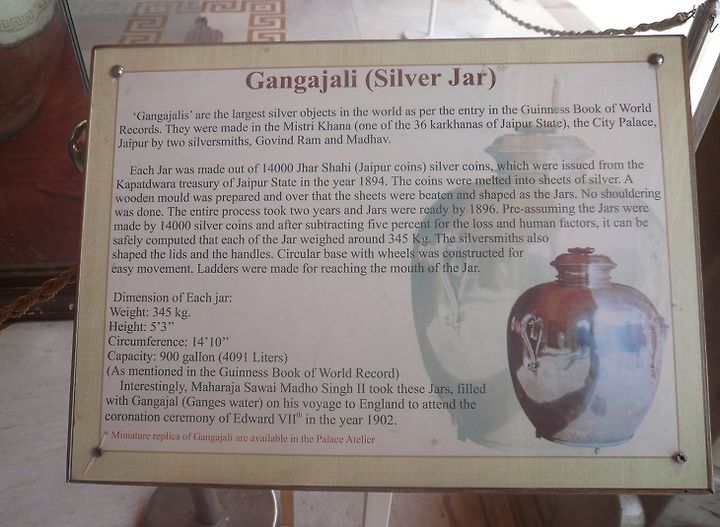 Gangajali (Silver Jar)
'Gangajalis' are the largest silver objects in the world as per the entry in the Guinness Book of World
Records. They were made in the Mistri Khana (one of the 36 karkhanas of Jaipur State), the City Palace,
Jaipur by two silversmiths, Govind Ram and Madhav.
Each Jar was made out of 14000 Jhar Shahi (Jaipur coins) silver coins, which were issued from the
Kapatdwara treasury of Jaipur State in the year 1894. The coins were melted into sheets of silver. A
wooden mould was prepared and over that the sheets were beaten and shaped as the Jars. No shouldering
was done. The entire process took two years and Jars were ready by 1896. Pre-assuming the Jars were
made by 14000 silver coins and after subtracting five percent for the loss and human factors, it can be
safely computed that each of the Jar weighed around 345 Kg. The silversmiths also
shaped the lids and the handles. Circular base with wheels was constructed for
easy movement. Ladders were made for reaching the mouth of the Jar.
Dimension of Each jar:
Weight: 345 kg.
Height: 5'3''
Circumference: 14'10''
Capacity: 900 gallon (4091 Liters)
(As mentioned in the Guinness Book of World Record)
Interestingly, Maharaja Sawai Madho Singh II took these Jars, filled
with Gangajal (Ganges water) on his voyage to England to attend the
coronation ceremony of Edward VIIth in the year 1902.
* Miniature replica of Gangajali are available in the Palace Atelier